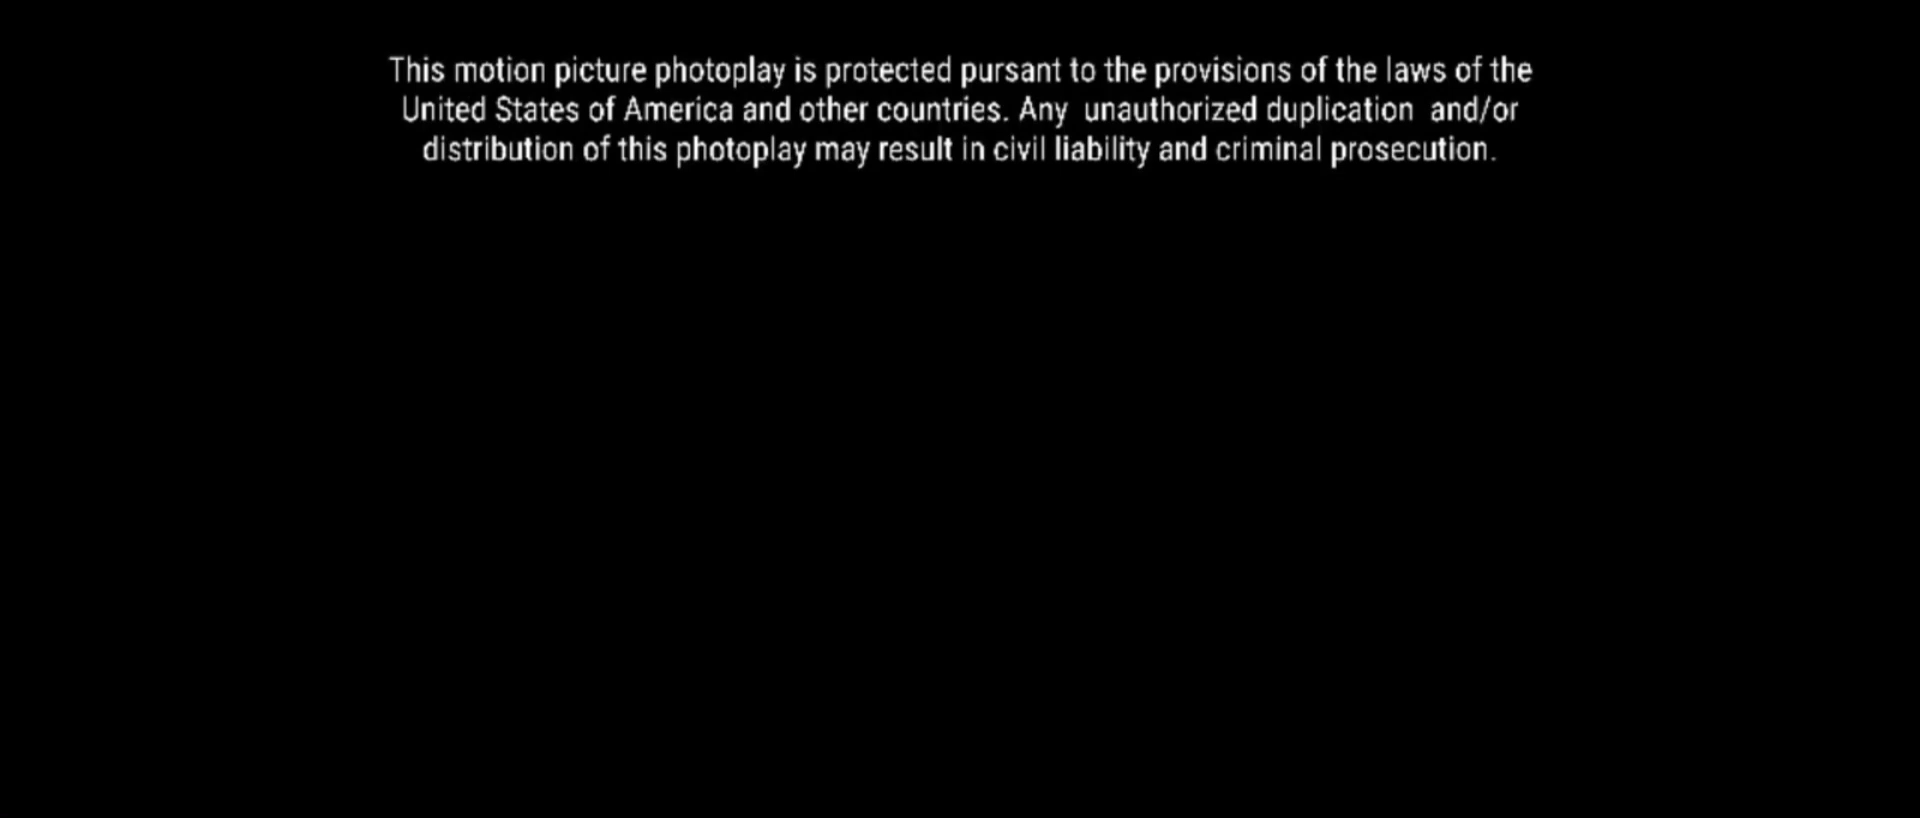 This motion picture photoplay is protected pursant to the provisions of the laws of the
United States of America and other countries. Any  unauthorized duplication  and/or
distribution of this photoplay may result in civil liability and criminal prosecution.